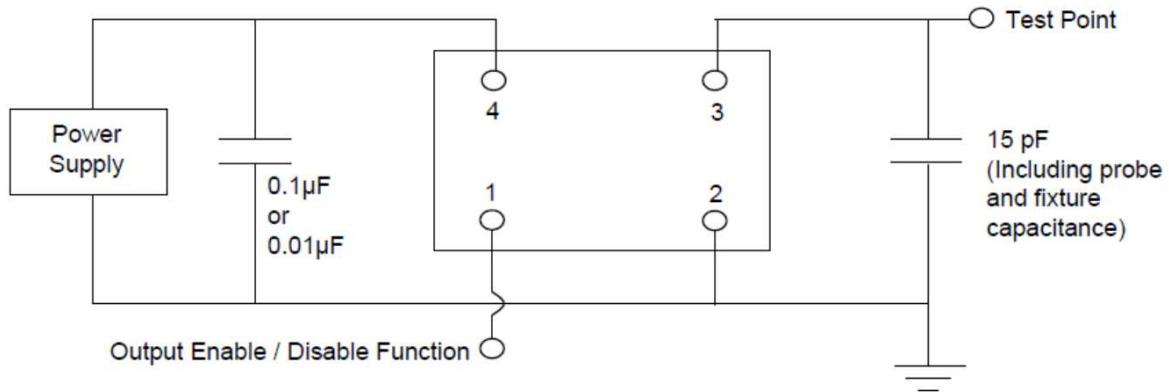 Test Point
4
3
Power
Supply
15 pF
(Including probe
and fixture
capacitance)
0.1µF
or
0.01µF
1
2
Output Enable / Disable Function